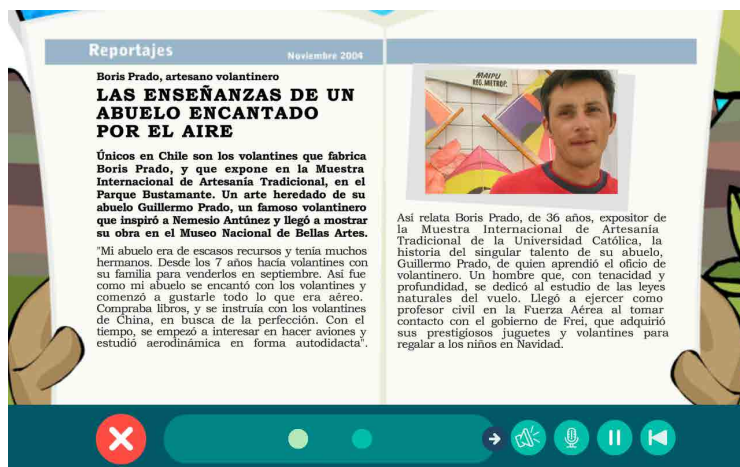 Reportajes
Noviembre 2004
Boris Prado, artesano volantinero
LAS ENSEÑANZAS DE UN
ABUELO ENCANTADO
POR EL AIRE
Únicos en Chile son los volantines que fabrica
Boris Prado, y que expone en la Muestra
Internacional de Artesanía Tradicional, en el
Parque Bustamante. Un arte heredado de su
abuelo Guillermo Prado, un famoso volantinero
que inspiró a Nemesio Antúnez y llegó a mostrar
su obra en el Museo Nacional de Bellas Artes.
"Mi abuelo era de escasos recursos y tenía muchos
hermanos. Desde los 7 años hacía volantines con
su familia para venderlos en septiembre. Así fue
como mi abuelo se encantó con los volantines y
comenzó a gustarle todo lo que era aéreo.
Compraba libros, y se instruía con los volantines
de China, en busca de la perfección. Con el
tiempo, se empezó a interesar en hacer aviones y
estudió aerodinámica en forma autodidacta".
MAIPU
REG. METROP.
Así relata Boris Prado, de 36 años, expositor de
la Muestra Internacional de Artesanía
Tradicional de la Universidad Católica, la
historia del singular talento de su abuelo,
Guillermo Prado, de quien aprendió el oficio de
volantinero. Un hombre que, con tenacidad y
profundidad, se dedicó al estudio de las leyes
naturales del vuelo. Llegó a ejercer como
profesor civil en la Fuerza Aérea al tomar
contacto con el gobierno de Frei, que adquirió
sus prestigiosos juguetes y volantines para
regalar a los niños en Navidad.